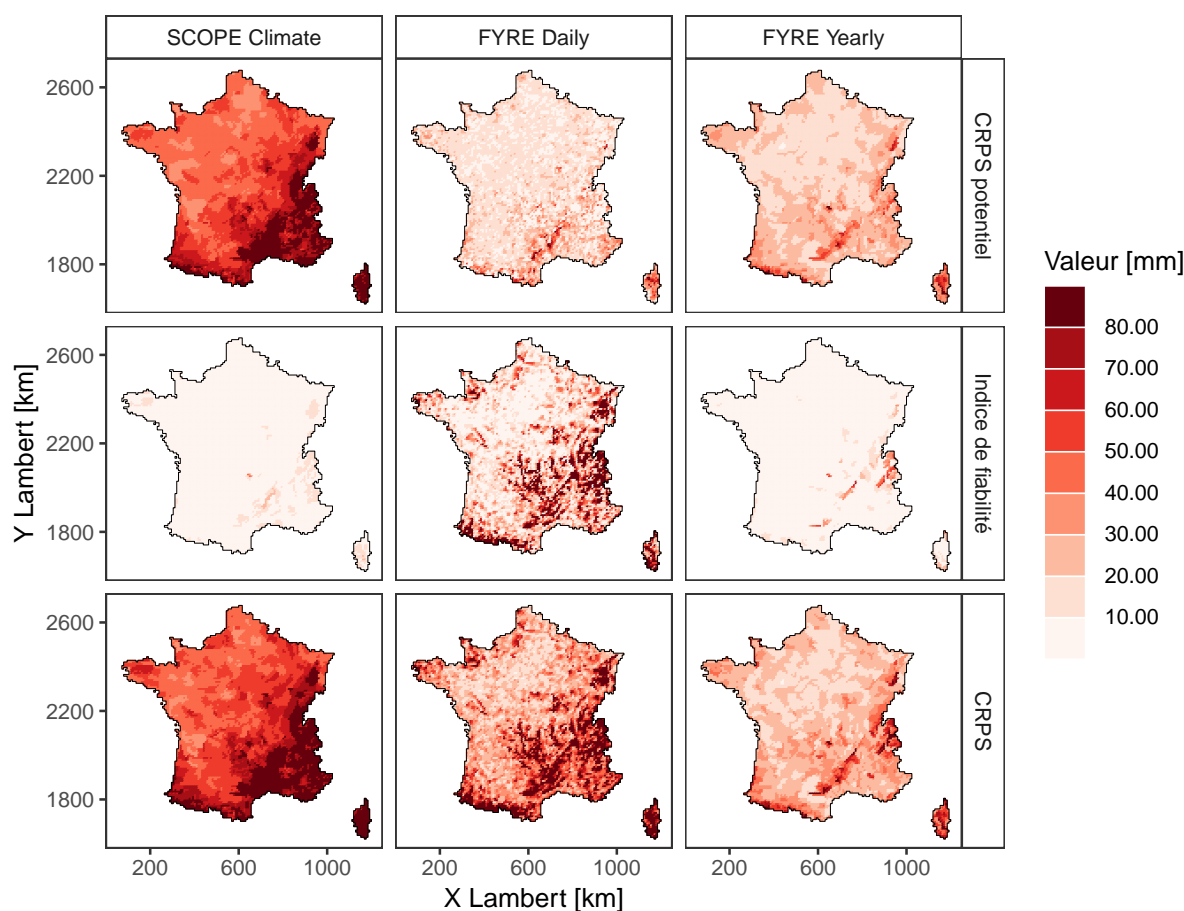 SCOPE Climate
FYRE Daily
FYRE Yearly
2600
2200
1800
CRPS potentiel
2600
2200
1800
Indice de fiabilité
2600
2200
1800
CRPS
Y Lambert [km]
200
600
1000
200
600
1000
200
600
1000
X Lambert [km]
Valeur [mm]
80.00
70.00
60.00
50.00
40.00
30.00
20.00
10.00